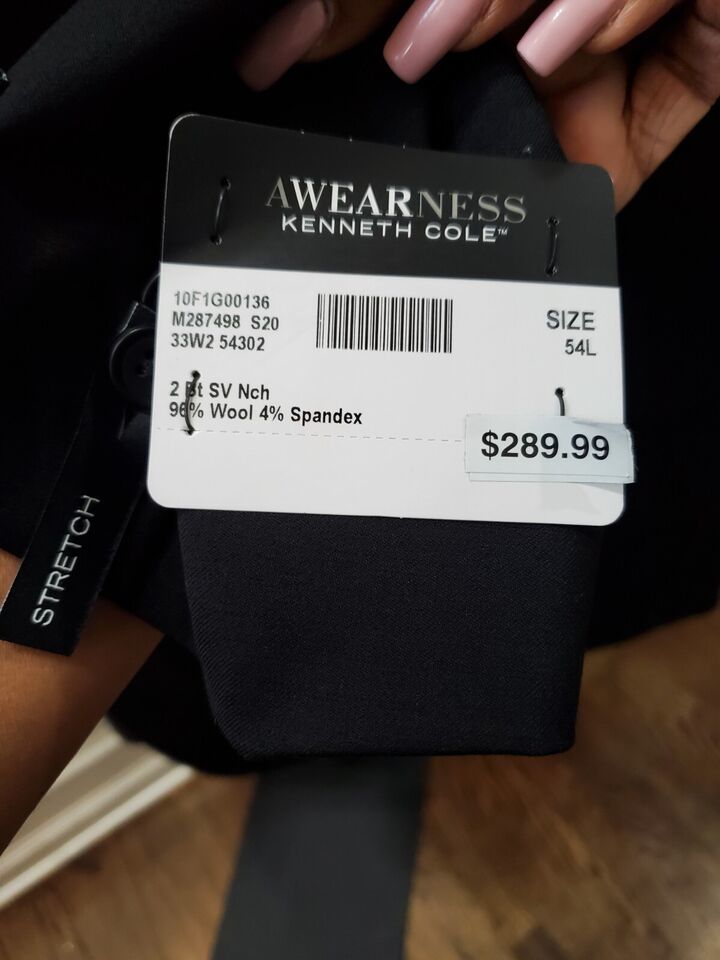 AWEARNESS
KENNETH COLE™
10F1G00136
M287498 S20
33W2 54302
SIZE
54L
2 Bt SV Nch
96% Wool 4% Spandex
$289.99
STRETCH